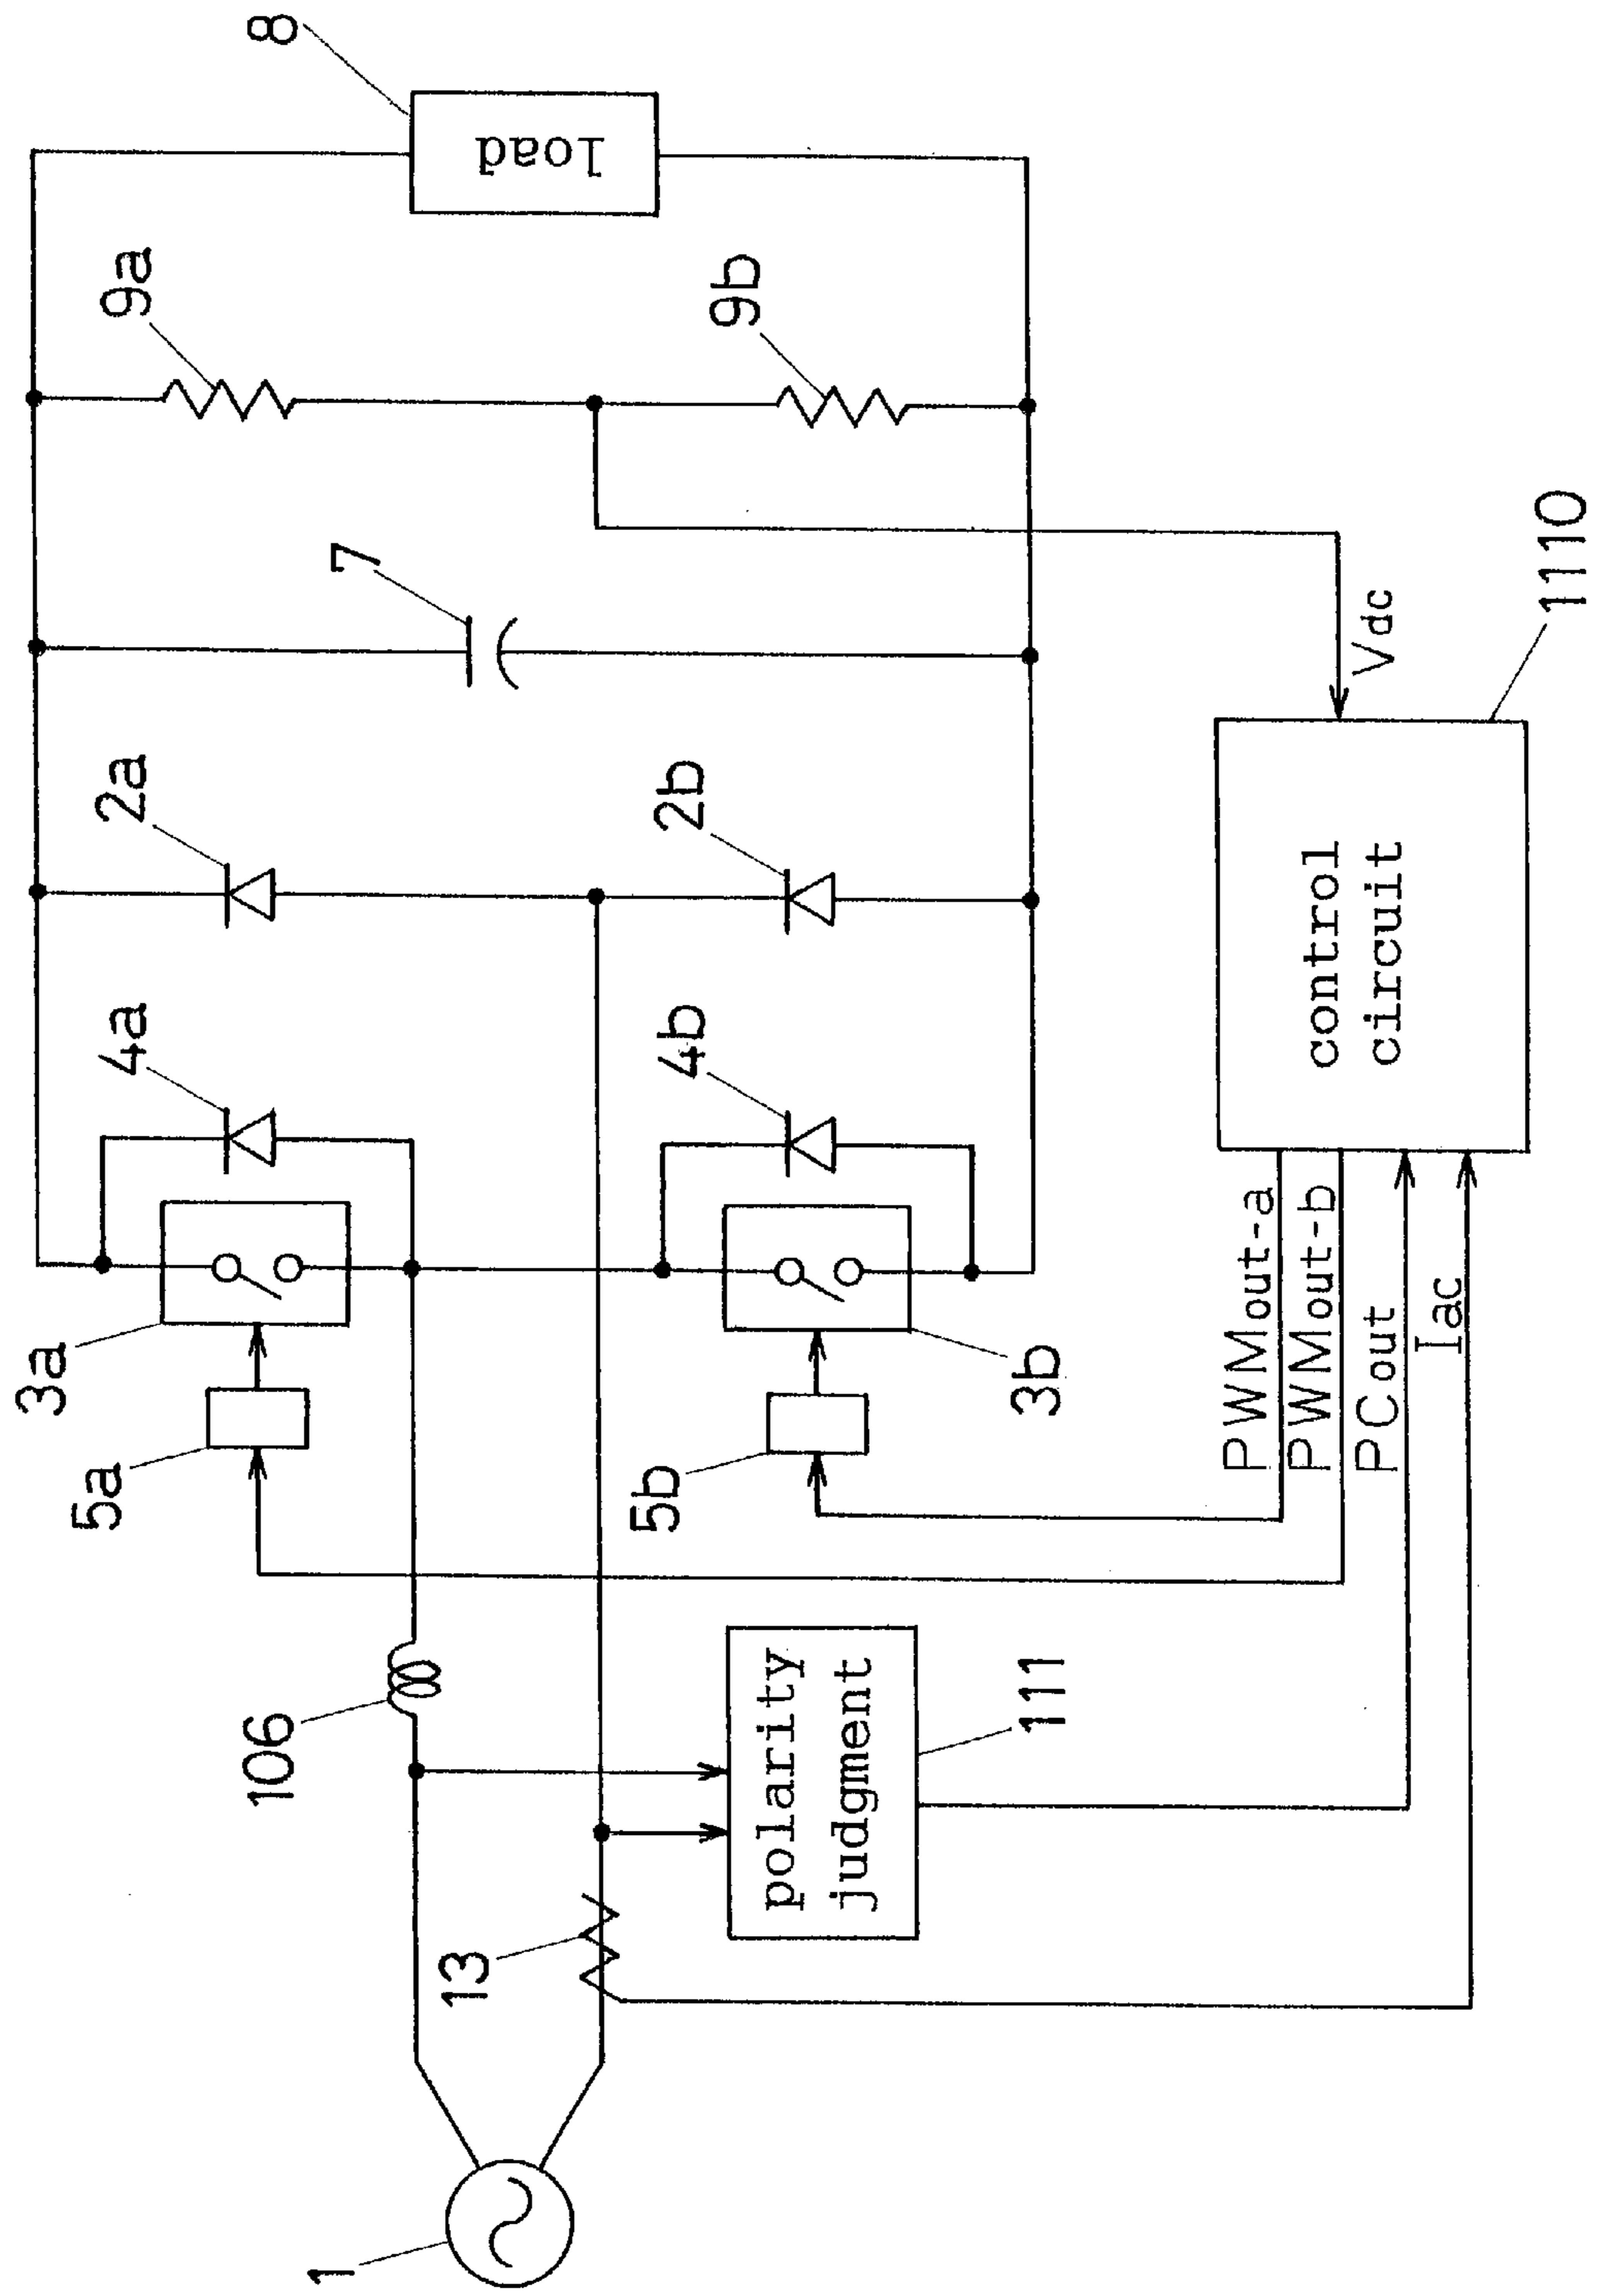 8
load
9a
9b
7
2a
2b
4a
4b
3a
3b
5a
5b
106
13
1
polarity
judgment
111
control
circuit
1110
Vdc
PWMout-a
PWMout-b
PCout
Iac